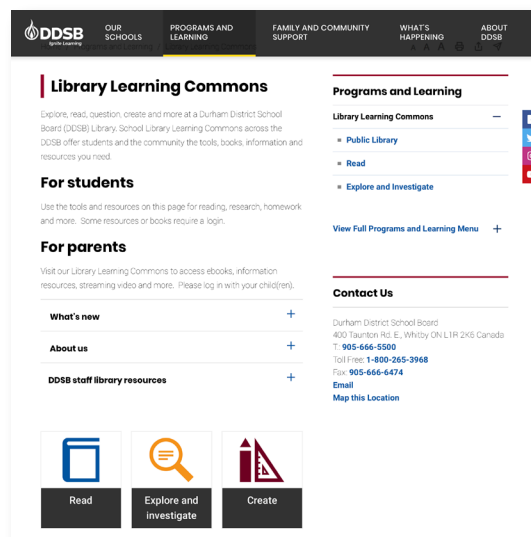 DDSB
Ignite Learning
OUR
SCHOOLS
PROGRAMS AND
LEARNING
FAMILY AND COMMUNITY
SUPPORT
WHAT'S
HAPPENING
ABOUT
DDSB
Programs and Learning / Library Learning Commons
A A A
Library Learning Commons
Explore, read, question, create and more at a Durham District School
Board (DDSB) Library. School Library Learning Commons across the
DDSB offer students and the community the tools, books, information and
resources you need.
For students
Use the tools and resources on this page for reading, research, homework
and more. Some resources or books require a login.
For parents
Visit our Library Learning Commons to access ebooks, information
resources, streaming video and more. Please log in with your child(ren).
What's new +
About us +
DDSB staff library resources +
Read
Explore and
investigate
Create
Programs and Learning
Library Learning Commons −
Public Library
Read
Explore and Investigate
View Full Programs and Learning Menu +
Contact Us
Durham District School Board
400 Taunton Rd. E., Whitby ON L1R 2K6 Canada
T: 905-666-5500
Toll Free: 1-800-265-3968
Fax: 905-666-6474
Email
Map this Location